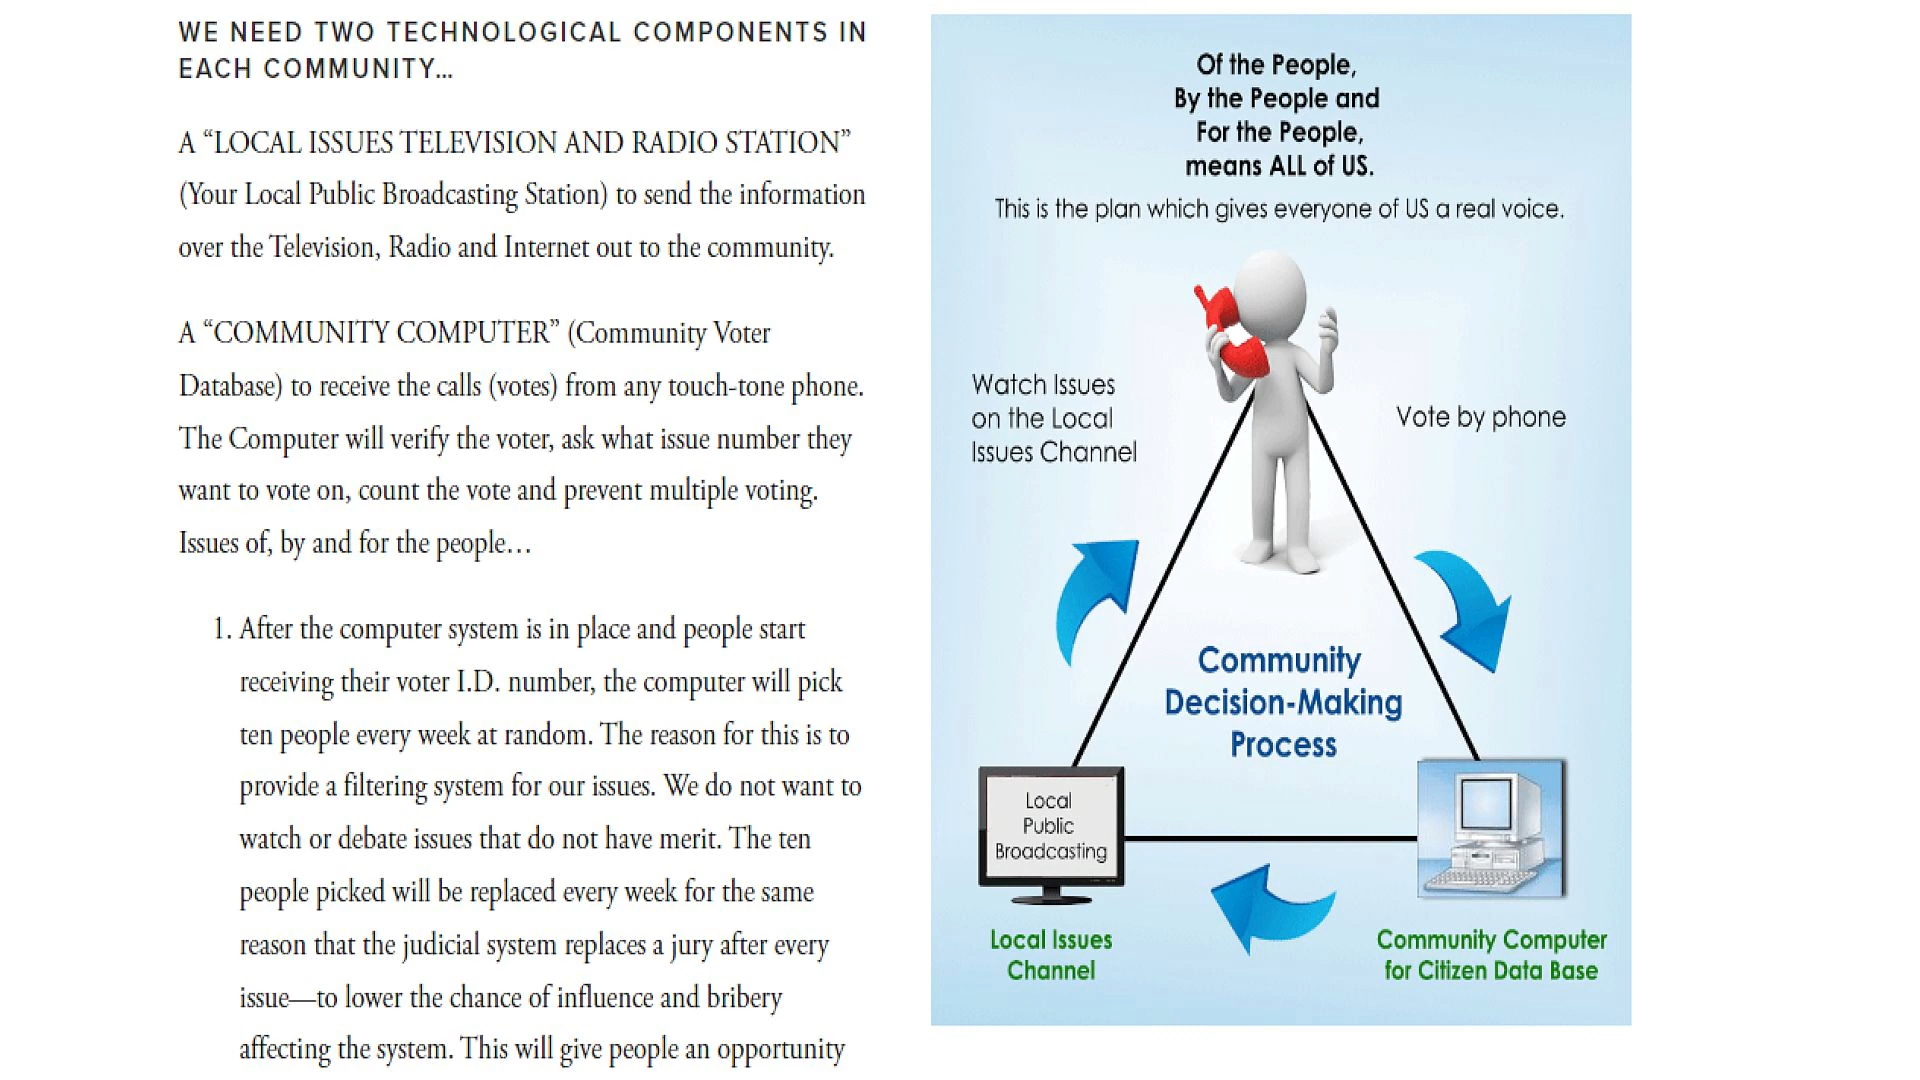 WE NEED TWO TECHNOLOGICAL COMPONENTS IN
EACH COMMUNITY…
A “LOCAL ISSUES TELEVISION AND RADIO STATION”
(Your Local Public Broadcasting Station) to send the information
over the Television, Radio and Internet out to the community.
A “COMMUNITY COMPUTER” (Community Voter
Database) to receive the calls (votes) from any touch-tone phone.
The Computer will verify the voter, ask what issue number they
want to vote on, count the vote and prevent multiple voting.
Issues of, by and for the people…
1. After the computer system is in place and people start
receiving their voter I.D. number, the computer will pick
ten people every week at random. The reason for this is to
provide a filtering system for our issues. We do not want to
watch or debate issues that do not have merit. The ten
people picked will be replaced every week for the same
reason that the judicial system replaces a jury after every
issue—to lower the chance of influence and bribery
affecting the system. This will give people an opportunity
Of the People,
By the People and
For the People,
means ALL of US.
This is the plan which gives everyone of US a real voice.
Watch Issues
on the Local
Issues Channel
Vote by phone
Community
Decision-Making
Process
Local
Public
Broadcasting
Local Issues
Channel
Community Computer
for Citizen Data Base